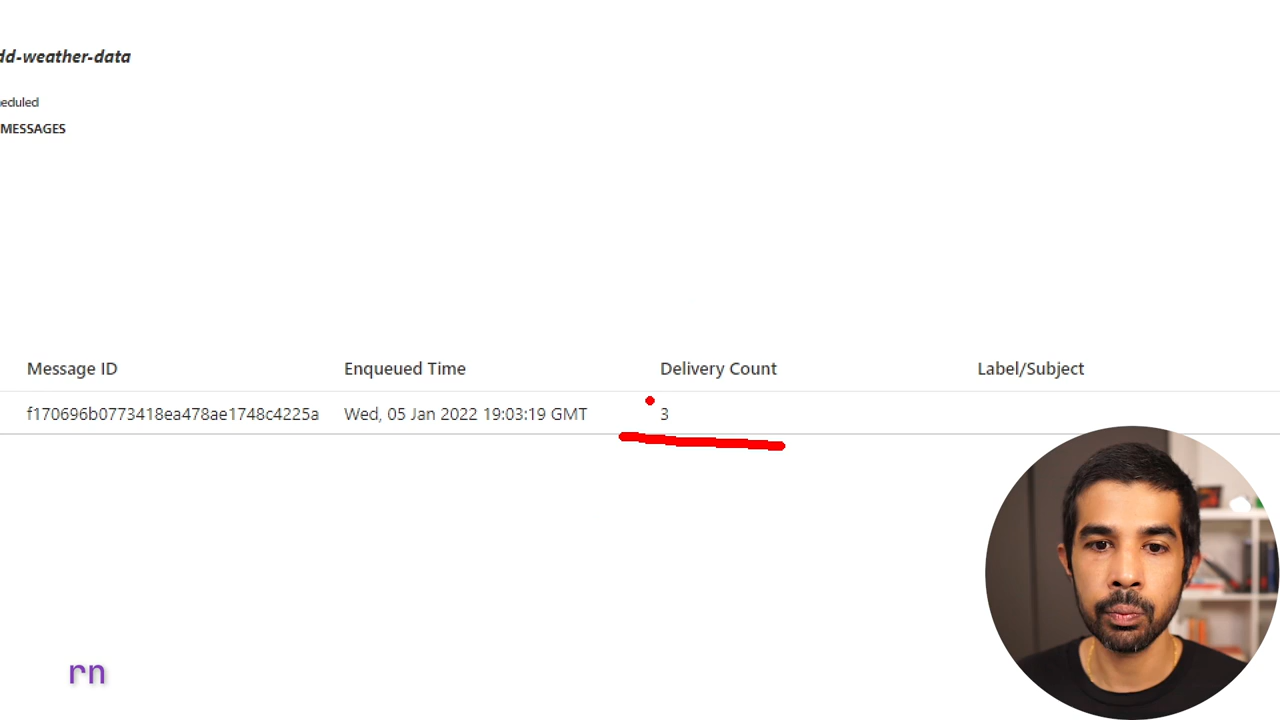 dd-weather-data
eduled
MESSAGES
Message ID Enqueued Time Delivery Count Label/Subject
f170696b0773418ea478ae1748c4225a Wed, 05 Jan 2022 19:03:19 GMT 3
rn